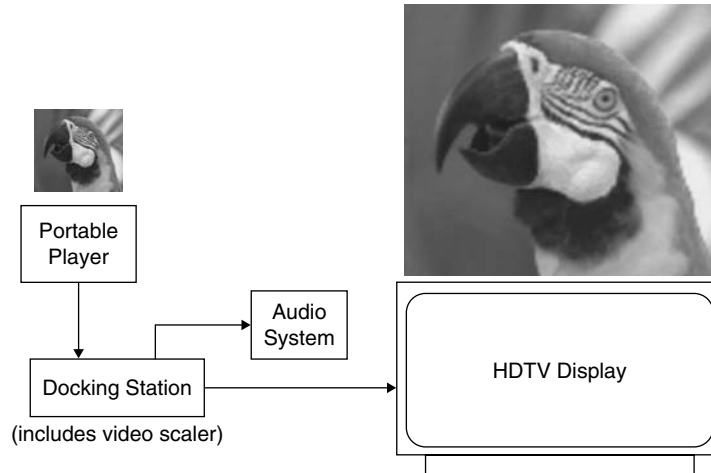 Portable
Player
Audio
System
Docking Station
(includes video scaler)
HDTV Display